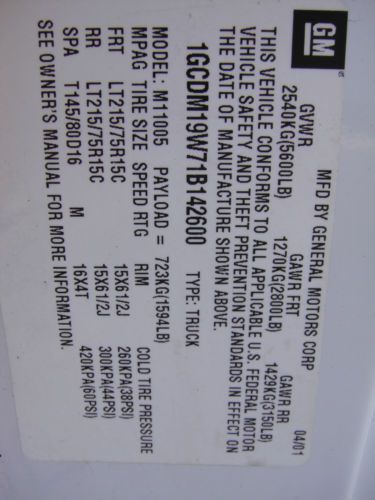 GM
MFD BY GENERAL MOTORS CORP 04/01
GVWR GAWR FRT GAWR RR
2540KG(5600LB) 1270KG(2800LB) 1429KG(3150LB)
THIS VEHICLE CONFORMS TO ALL APPLICABLE U.S. FEDERAL MOTOR
VEHICLE SAFETY AND THEFT PREVENTION STANDARDS IN EFFECT ON
THE DATE OF MANUFACTURE SHOWN ABOVE.
1GCDM19W71B142600 TYPE: TRUCK
MODEL: M11005 PAYLOAD = 723KG(1594LB)
MPAG TIRE SIZE SPEED RTG RIM COLD TIRE PRESSURE
FRT LT215/75R15C 15X61/2J 260KPA(38PSI)
RR LT215/75R15C 15X61/2J 300KPA(44PSI)
SPA T145/80D16 M 16X4T 420KPA(60PSI)
SEE OWNER'S MANUAL FOR MORE INFORMATION.